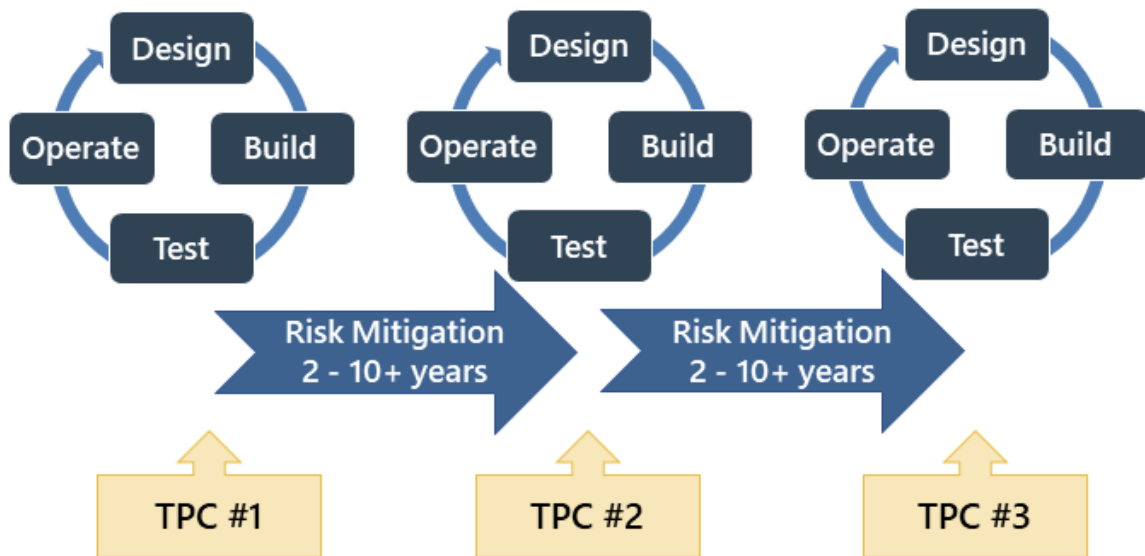 Design
Operate
Build
Test
Design
Operate
Build
Test
Design
Operate
Build
Test
Risk Mitigation
2 - 10+ years
Risk Mitigation
2 - 10+ years
TPC #1
TPC #2
TPC #3